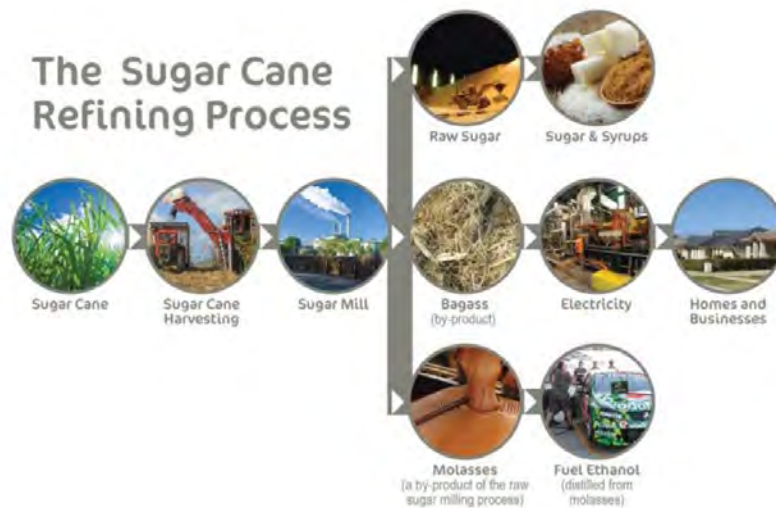 The Sugar Cane
Refining Process
Raw Sugar
Sugar & Syrups
Sugar Cane
Sugar Cane
Harvesting
Sugar Mill
Bagass
(by-product)
Electricity
Homes and
Businesses
Molasses
(a by-product of the raw
sugar milling process)
Fuel Ethanol
(distilled from
molasses)